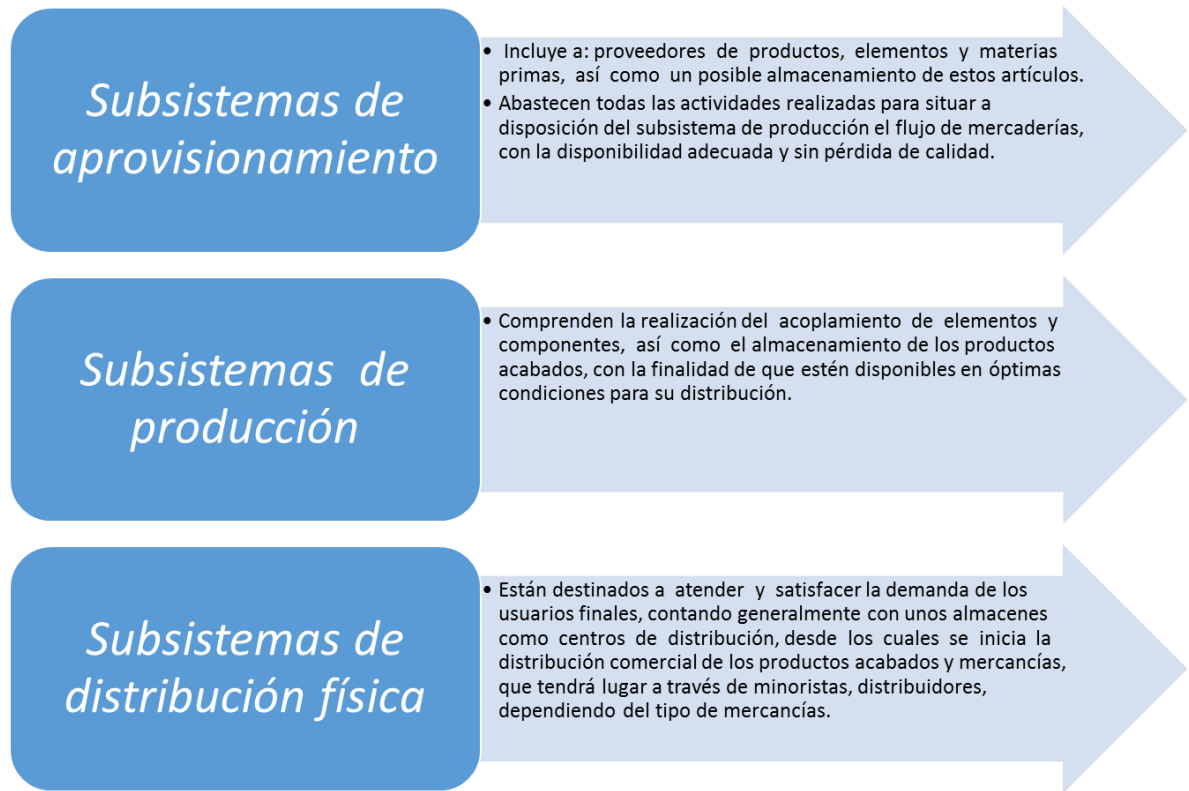 Subsistemas de
aprovisionamiento
• Incluye a: proveedores de productos, elementos y materias
primas, así como un posible almacenamiento de estos artículos.
• Abastecen todas las actividades realizadas para situar a
disposición del subsistema de producción el flujo de mercaderías,
con la disponibilidad adecuada y sin pérdida de calidad.
Subsistemas de
producción
• Comprenden la realización del acoplamiento de elementos y
componentes, así como el almacenamiento de los productos
acabados, con la finalidad de que estén disponibles en óptimas
condiciones para su distribución.
Subsistemas de
distribución física
• Están destinados a atender y satisfacer la demanda de los
usuarios finales, contando generalmente con unos almacenes
como centros de distribución, desde los cuales se inicia la
distribución comercial de los productos acabados y mercancías,
que tendrá lugar a través de minoristas, distribuidores,
dependiendo del tipo de mercancías.